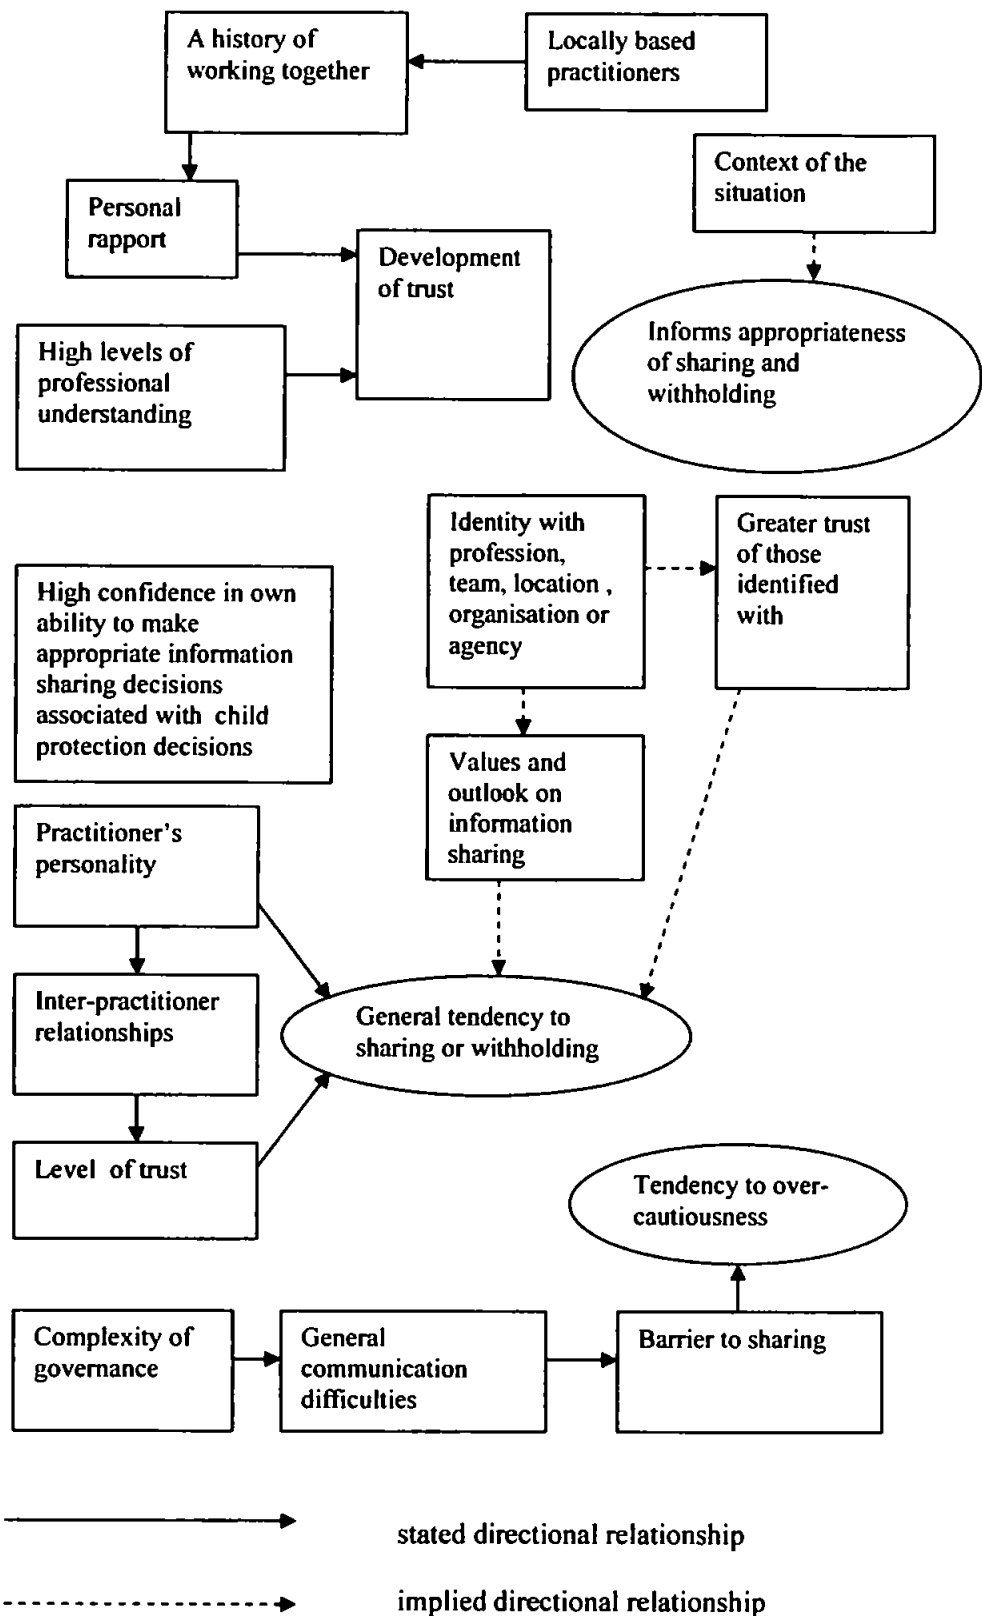 A history of
working together
Locally based
practitioners
Context of the
situation
Personal
rapport
Development
of trust
Informs appropriateness
of sharing and
withholding
High levels of
professional
understanding
Identity with
profession,
team, location ,
organisation or
agency
Greater trust
of those
identified
with
High confidence in own
ability to make
appropriate information
sharing decisions
associated with child
protection decisions
Values and
outlook on
information
sharing
Practitioner's
personality
Inter-practitioner
relationships
General tendency to
sharing or withholding
Level of trust
Tendency to over-
cautiousness
Complexity of
governance
General
communication
difficulties
Barrier to sharing
stated directional relationship
implied directional relationship